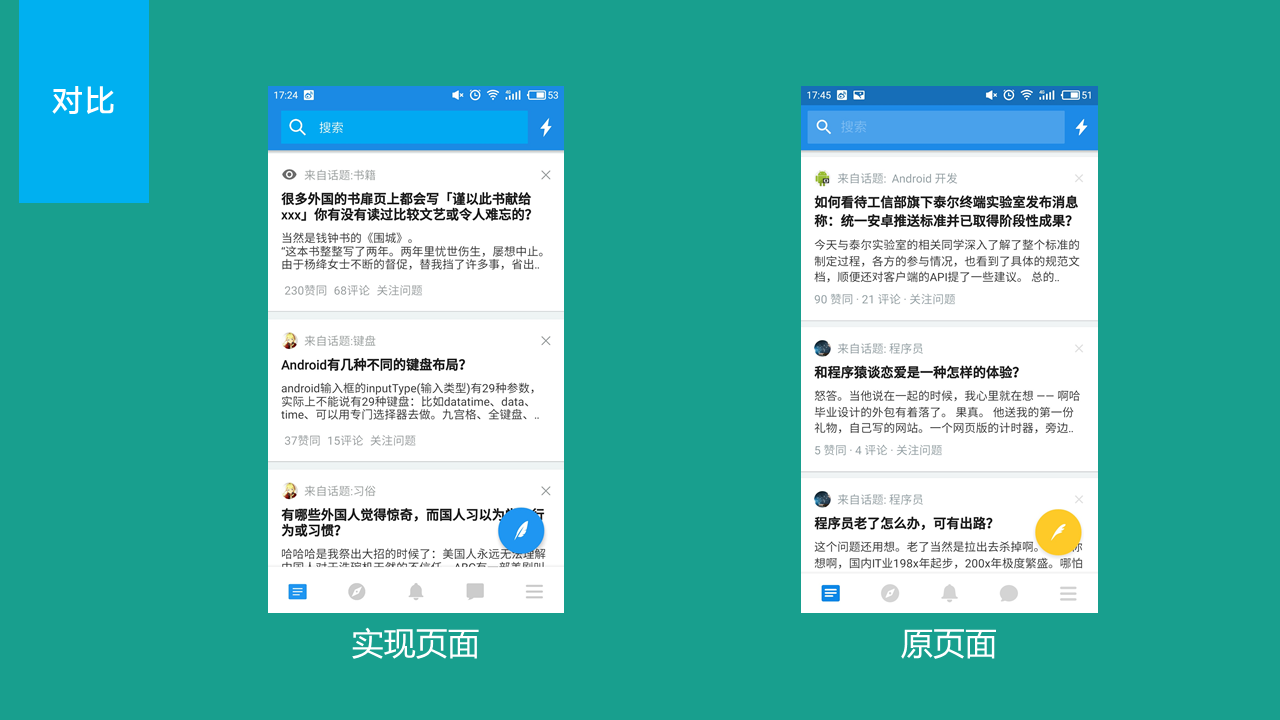 对比
17:24
53
搜索
来自话题:书籍
很多外国的书扉页上都会写「谨以此书献给
xxx」你有没有读过比较文艺或令人难忘的？
当然是钱钟书的《围城》。
“这本书整整写了两年。两年里忧世伤生，屡想中止。
由于杨绛女士不断的督促，替我挡了许多事，省出..
230赞同 68评论 关注问题
来自话题:键盘
Android有几种不同的键盘布局？
android输入框的inputType(输入类型)有29种参数，
实际上不能说有29种键盘：比如datatime、data、
time、可以用专门选择器去做。九宫格、全键盘、..
37赞同 15评论 关注问题
来自话题:习俗
有哪些外国人觉得惊奇，而国人习以为
行
为或习惯？
哈哈哈是我祭出大招的时候了：美国人永远无法理解
实现页面
17:45
51
搜索
来自话题: Android 开发
如何看待工信部旗下泰尔终端实验室发布消息
称：统一安卓推送标准并已取得阶段性成果？
今天与泰尔实验室的相关同学深入了解了整个标准的
制定过程，各方的参与情况，也看到了具体的规范文
档，顺便还对客户端的API提了一些建议。 总的..
90 赞同 · 21 评论 · 关注问题
来自话题: 程序员
和程序猿谈恋爱是一种怎样的体验？
怒答。当他说在一起的时候，我心里就在想 —— 啊哈
毕业设计的外包有着落了。 果真。 他送我的第一份
礼物，自己写的网站。一个网页版的计时器，旁边..
5 赞同 · 4 评论 · 关注问题
来自话题: 程序员
程序员老了怎么办，可有出路？
这个问题还用想。老了当然是拉出去杀掉啊。
你
想啊，国内IT业198x年起步，200x年极度繁盛。哪怕
原页面